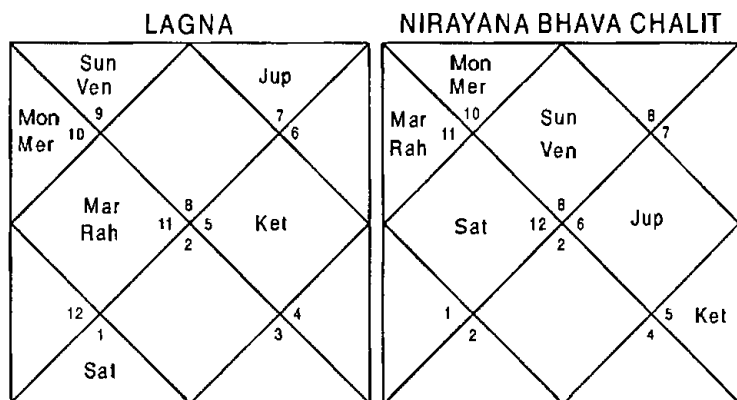 LAGNA
Sun
Ven
Jup
Mon
Mer
10
9
7
6
Mar
Rah
8
11
5
2
Ket
12
1
4
3
Sat
NIRAYANA BHAVA CHALIT
Mon
Mer
Mar
Rah
10
11
Sun
Ven
8
7
Sat
8
12
6
2
Jup
1
2
5
4
Ket